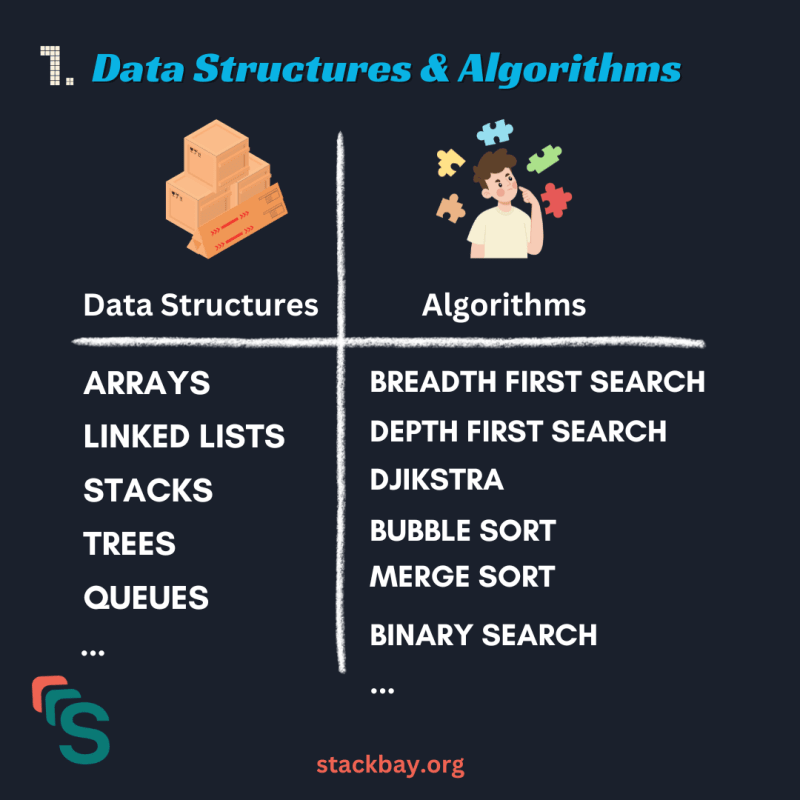 1. Data Structures & Algorithms
Data Structures
Algorithms
ARRAYS
LINKED LISTS
STACKS
TREES
QUEUES
...
BREADTH FIRST SEARCH
DEPTH FIRST SEARCH
DJIKSTRA
BUBBLE SORT
MERGE SORT
BINARY SEARCH
...
S
stackbay.org